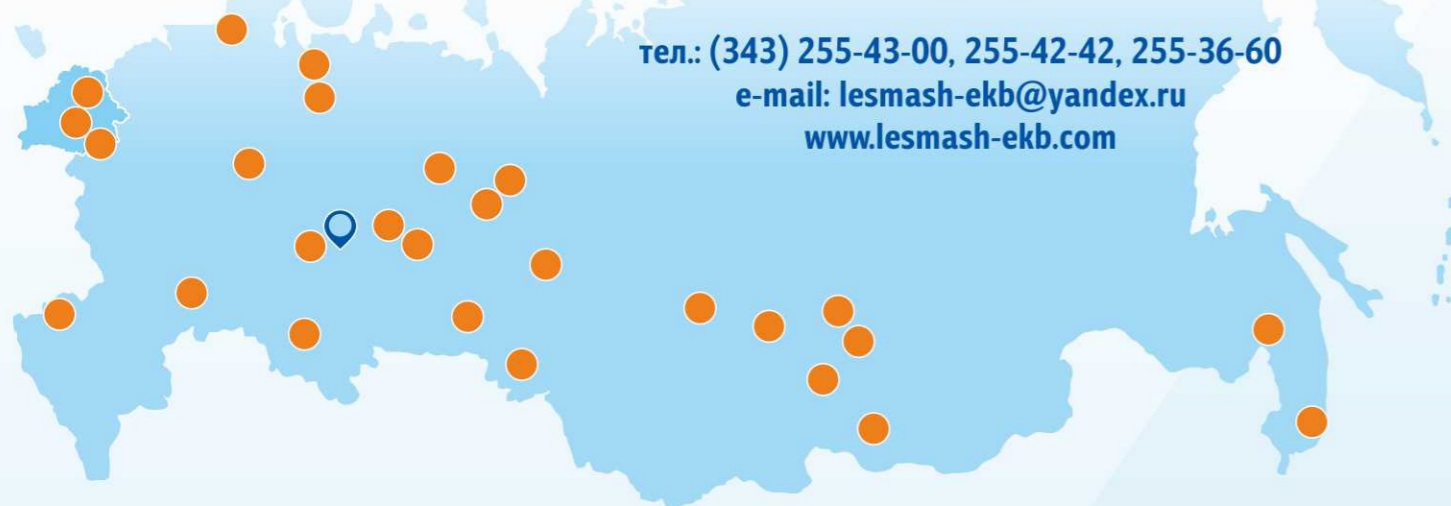 тел.: (343) 255-43-00, 255-42-42, 255-36-60
e-mail: lesmash-ekb@yandex.ru
www.lesmash-ekb.com